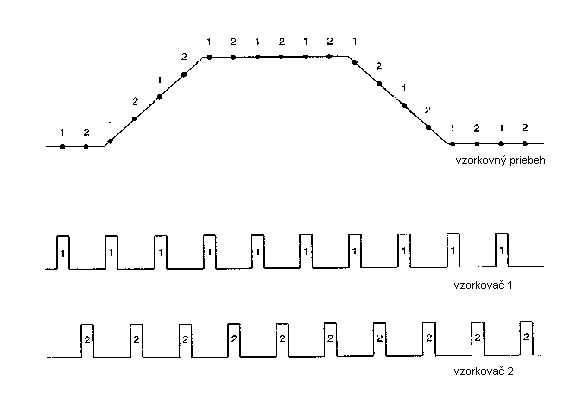 1 2 1 2 1 2 1
2 2
1 1
2 2
1 2 1 2 1 2
vzorkovný priebeh
1 1 1 1 1 1 1 1 1 1
vzorkovač 1
2 2 2 2 2 2 2 2 2 2
vzorkovač 2